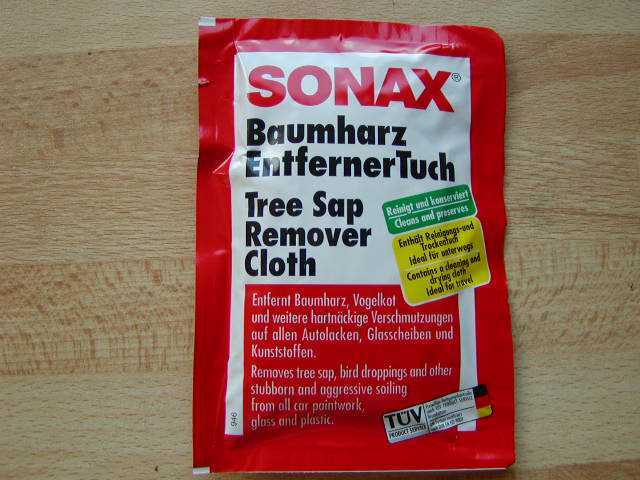 SONAX®
Baumharz
EntfernerTuch
Tree Sap
Remover
Cloth
Reinigt und konserviert
Cleans and preserves
Enthält Reinigungs-und
Trockentuch
Ideal für unterwegs
Contains a cleaning and
drying cloth
Ideal for travel
Entfernt Baumharz, Vogelkot
und weitere hartnäckige Verschmutzungen
auf allen Autolacken, Glasscheiben und
Kunststoffen.
Removes tree sap, bird droppings and other
stubborn and aggressive soiling
from all car paintwork,
glass and plastic.
946
TÜV
PRODUCT SERVICE